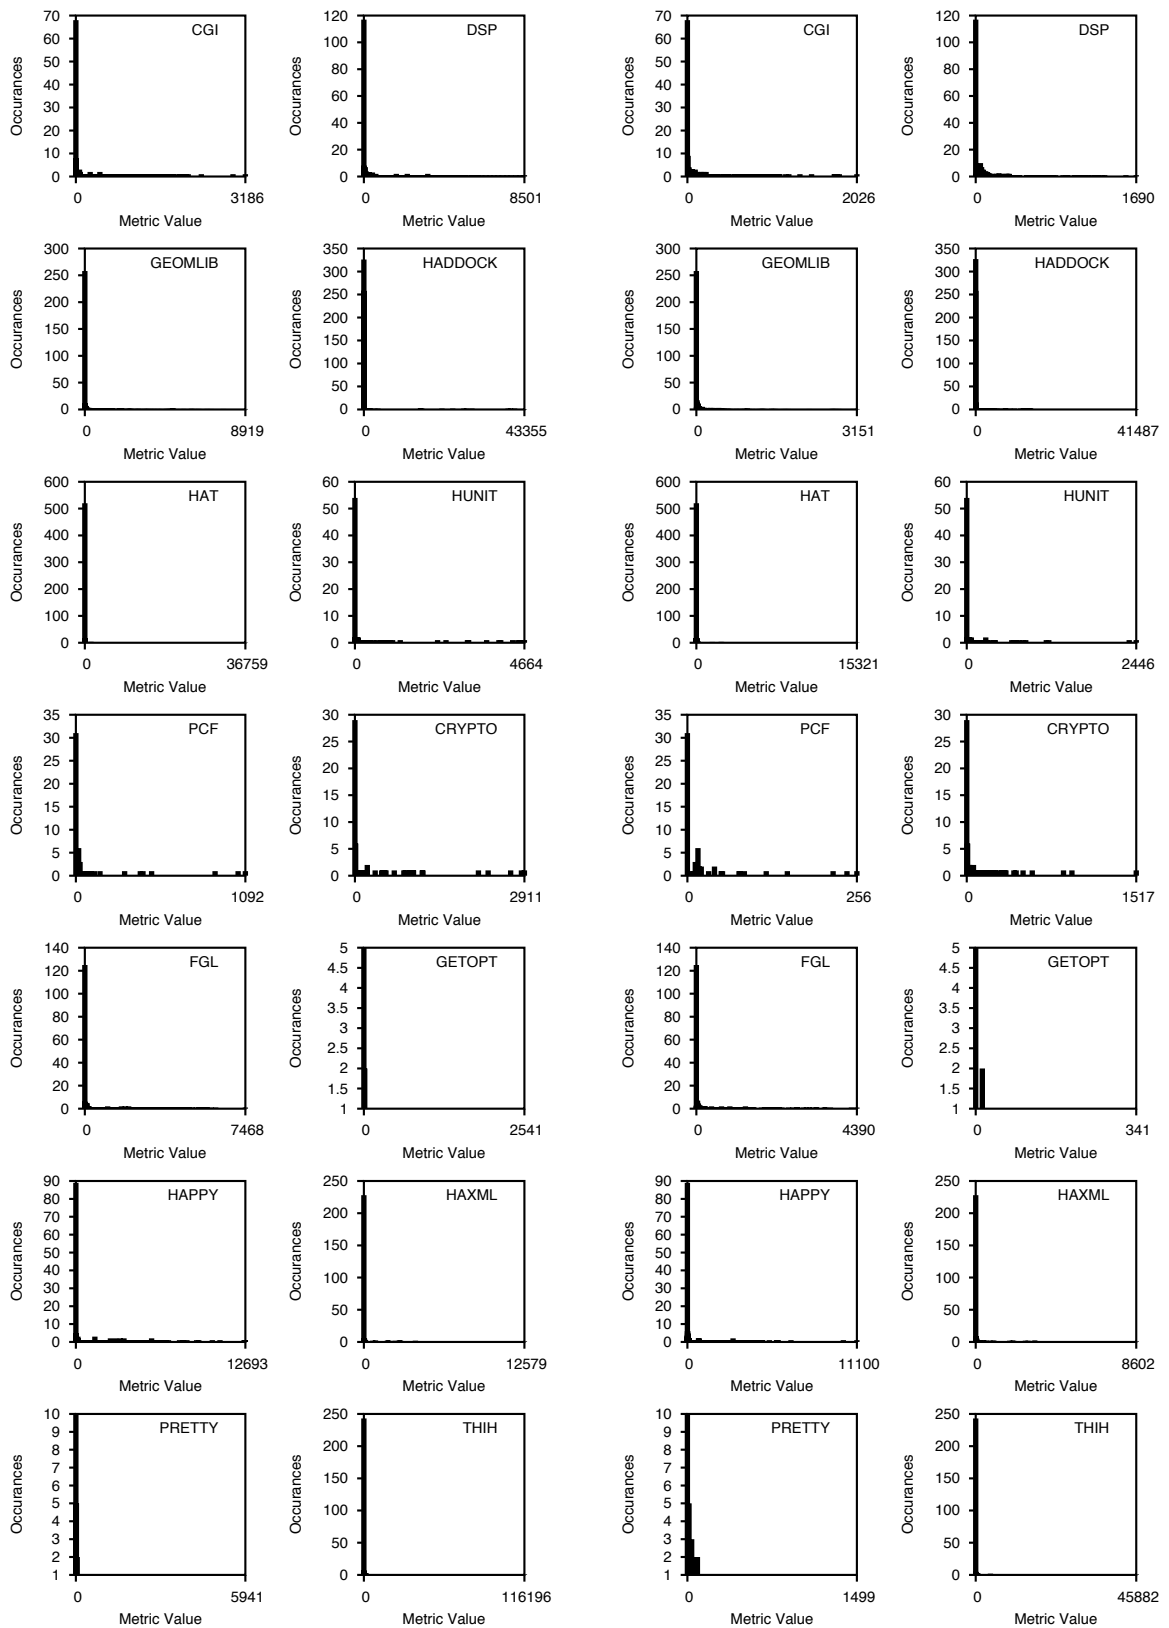 70 CGI 120 DSP 70 CGI 120 DSP
60 100 60 100
50 80 50 80
40 60 40 60
30 40 30 40
20 20 20 20
10 0 10 0
0 0
Occurances Occurances Occurances Occurances
0 3186 0 8501 0 2026 0 1690
Metric Value Metric Value Metric Value Metric Value
300 GEOMLIB 350 HADDOCK 300 GEOMLIB 350 HADDOCK
250 300 250 300
200 250 200 250
150 200 150 200
100 150 100 150
50 100 50 100
0 50 0 50
0 0
Occurances Occurances Occurances Occurances
0 8919 0 43355 0 3151 0 41487
Metric Value Metric Value Metric Value Metric Value
600 HAT 60 HUNIT 600 HAT 60 HUNIT
500 50 500 50
400 40 400 40
300 30 300 30
200 20 200 20
100 10 100 10
0 0 0 0
Occurances Occurances Occurances Occurances
0 36759 0 4664 0 15321 0 2446
Metric Value Metric Value Metric Value Metric Value
35 PCF 30 CRYPTO 35 PCF 30 CRYPTO
30 25 30 25
25 20 25 20
20 15 20 15
15 10 15 10
10 5 10 5
5 0 5 0
0 0
Occurances Occurances Occurances Occurances
0 1092 0 2911 0 256 0 1517
Metric Value Metric Value Metric Value Metric Value
140 FGL 5 GETOPT 140 FGL 5 GETOPT
120 4.5 120 4.5
100 4 100 4
80 3.5 80 3.5
60 3 60 3
40 2.5 40 2.5
20 2 20 2
0 1.5 0 1.5
1 1
Occurances Occurances Occurances Occurances
0 7468 0 2541 0 4390 0 341
Metric Value Metric Value Metric Value Metric Value
90 HAPPY 250 HAXML 90 HAPPY 250 HAXML
80 200 80 200
70 150 70 150
60 100 60 100
50 50 50 50
40 0 40 0
30 30
20 20
10 10
0 0
Occurances Occurances Occurances Occurances
0 12693 0 12579 0 11100 0 8602
Metric Value Metric Value Metric Value Metric Value
10 PRETTY 250 THIH 10 PRETTY 250 THIH
9 200 9 200
8 150 8 150
7 100 7 100
6 50 6 50
5 0 5 0
4 4
3 3
2 2
1 1
Occurances Occurances Occurances Occurances
0 5941 0 116196 0 1499 0 45882
Metric Value Metric Value Metric Value Metric Value